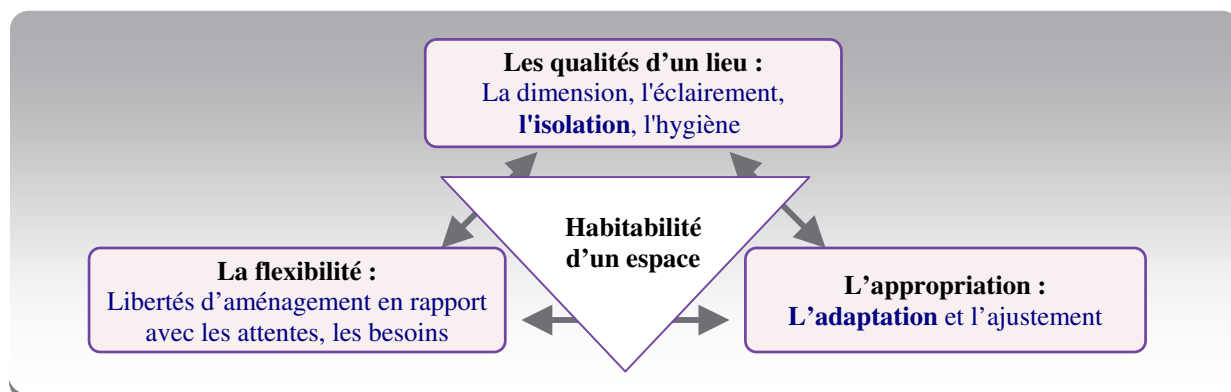 Les qualités d’un lieu :
La dimension, l'éclairement,
l'isolation, l'hygiène
Habitabilité
d’un espace
La flexibilité :
Libertés d’aménagement en rapport
avec les attentes, les besoins
L’appropriation :
L’adaptation et l’ajustement